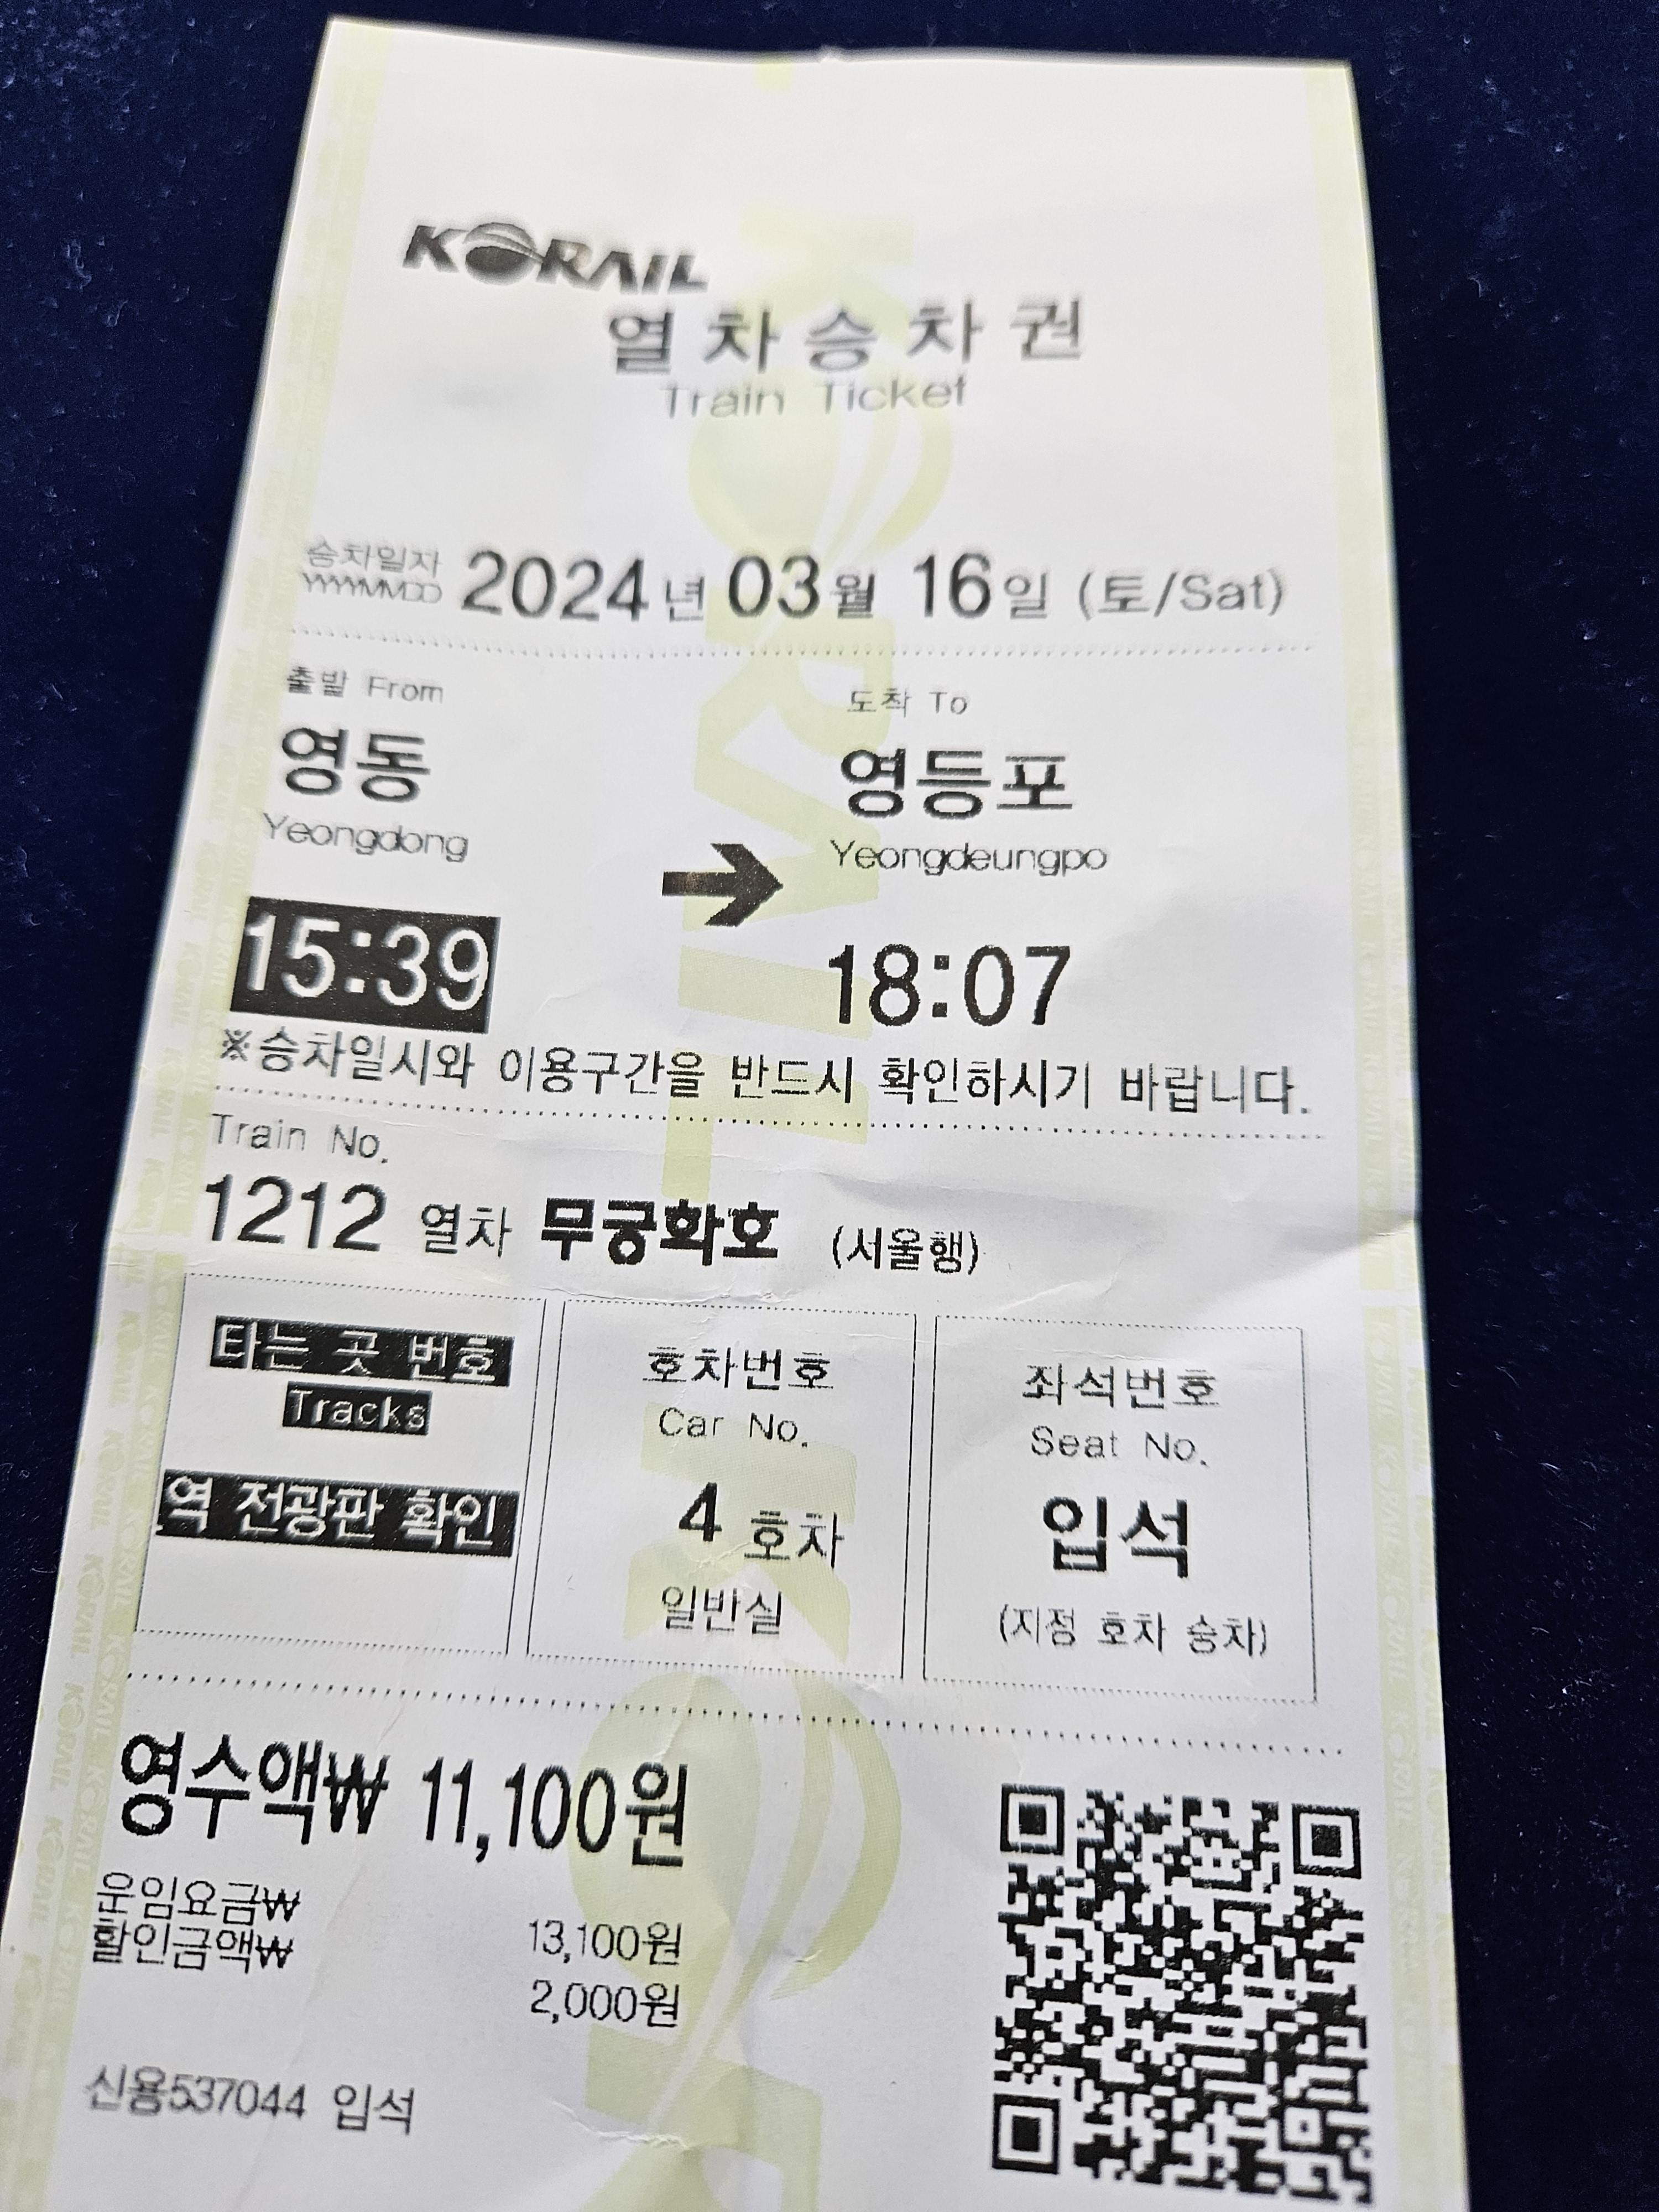 KORAIL
열차승차권
Train Ticket
승차일자
YYYYMMDD
2024년 03월 16일 (토/Sat)
출발 From
도착 To
영동
영등포
Yeongdong
Yeongdeungpo
15:39
18:07
※승차일시와 이용구간을 반드시 확인하시기 바랍니다.
Train No.
1212 열차 무궁화호 (서울행)
타는 곳 번호
Tracks
역 전광판 확인
호차번호
Car No.
4 호차
일반실
좌석번호
Seat No.
입석
(지정 호차 승차)
영수액₩ 11,100원
운임요금₩
13,100원
할인금액₩
2,000원
신용537044 입석